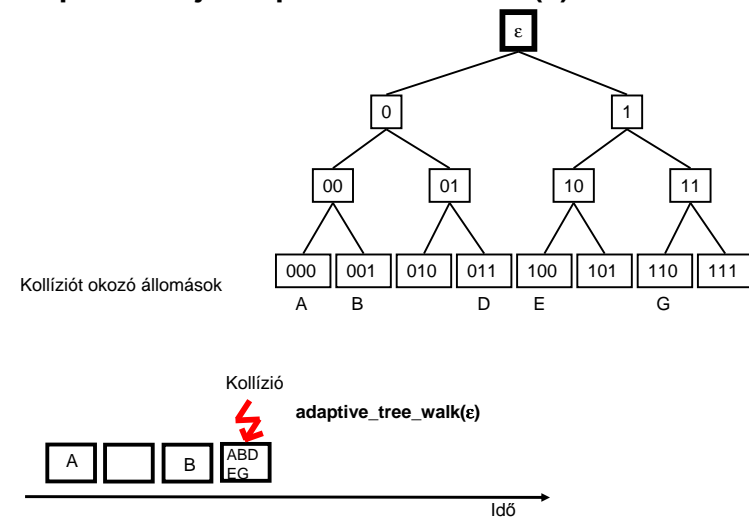 ε
0 1
00 01 10 11
000 001 010 011 100 101 110 111
Kollíziót okozó állomások
A B D E G
Kollízió
adaptive_tree_walk(ε)
A B ABD
EG
Idő